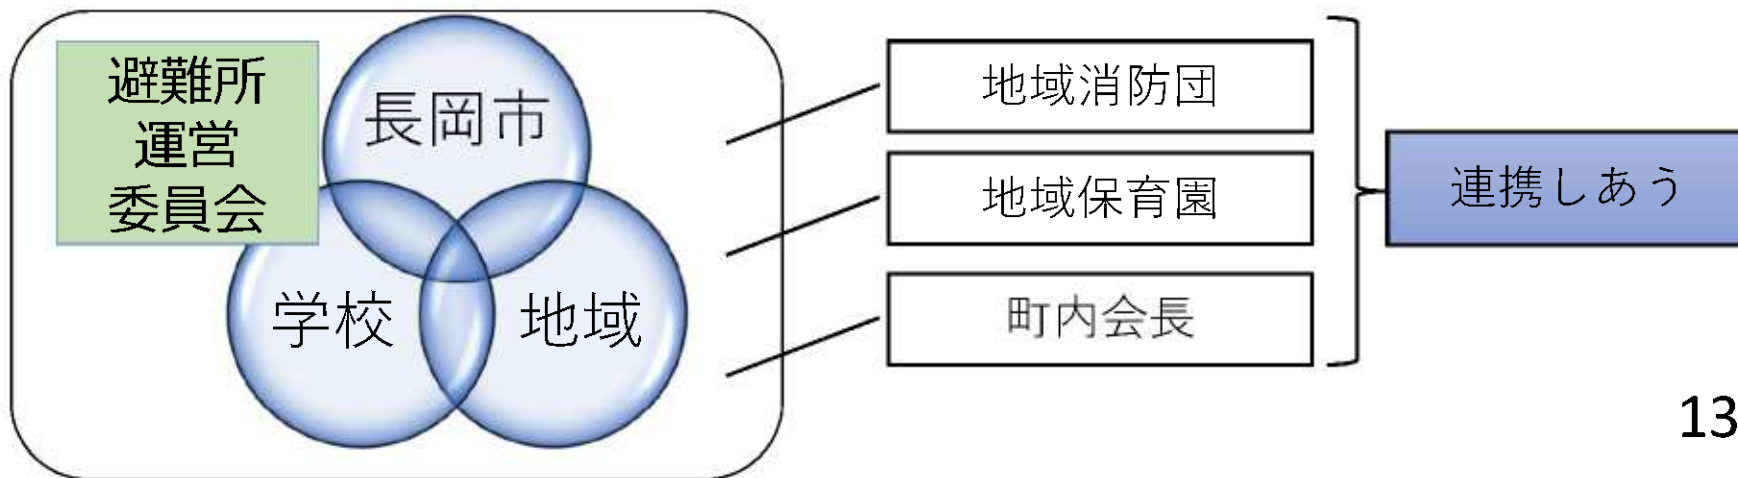 避難所
運営
委員会
長岡市
学校
地域
地域消防団
地域保育園
町内会長
連携しあう
13